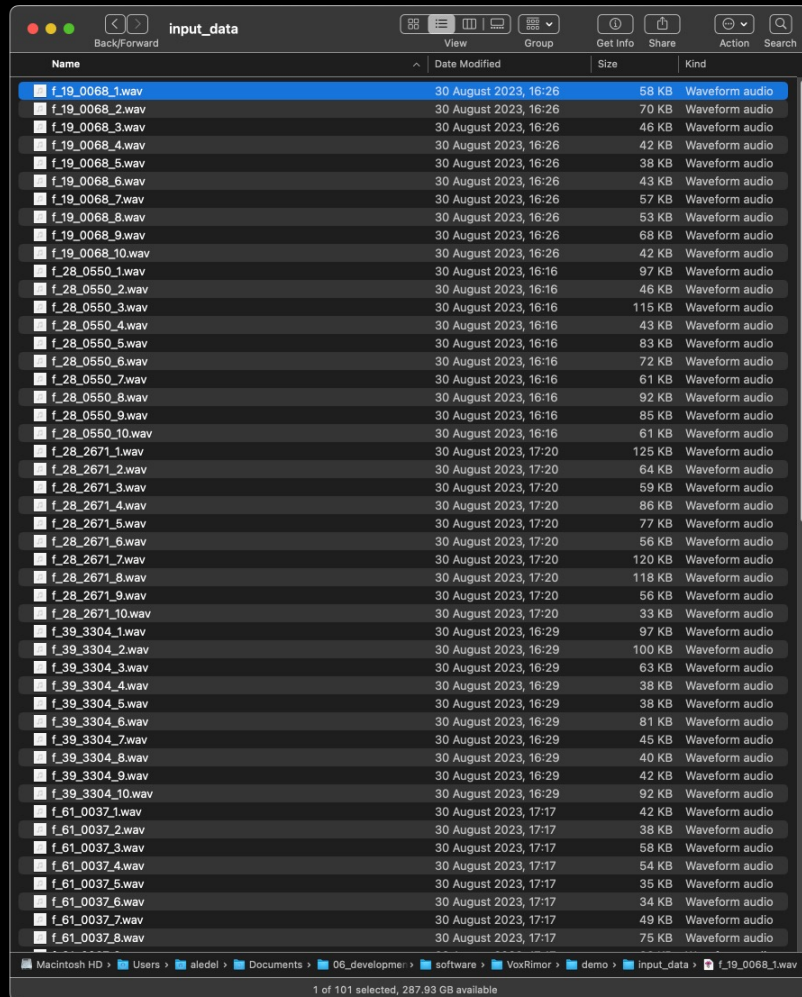 input_data
Back/Forward View Group Get Info Share Action Search
Name Date Modified Size Kind
f_19_0068_1.wav 30 August 2023, 16:26 58 KB Waveform audio
f_19_0068_2.wav 30 August 2023, 16:26 70 KB Waveform audio
f_19_0068_3.wav 30 August 2023, 16:26 46 KB Waveform audio
f_19_0068_4.wav 30 August 2023, 16:26 42 KB Waveform audio
f_19_0068_5.wav 30 August 2023, 16:26 38 KB Waveform audio
f_19_0068_6.wav 30 August 2023, 16:26 43 KB Waveform audio
f_19_0068_7.wav 30 August 2023, 16:26 57 KB Waveform audio
f_19_0068_8.wav 30 August 2023, 16:26 53 KB Waveform audio
f_19_0068_9.wav 30 August 2023, 16:26 68 KB Waveform audio
f_19_0068_10.wav 30 August 2023, 16:26 42 KB Waveform audio
f_28_0550_1.wav 30 August 2023, 16:16 97 KB Waveform audio
f_28_0550_2.wav 30 August 2023, 16:16 46 KB Waveform audio
f_28_0550_3.wav 30 August 2023, 16:16 115 KB Waveform audio
f_28_0550_4.wav 30 August 2023, 16:16 43 KB Waveform audio
f_28_0550_5.wav 30 August 2023, 16:16 83 KB Waveform audio
f_28_0550_6.wav 30 August 2023, 16:16 72 KB Waveform audio
f_28_0550_7.wav 30 August 2023, 16:16 61 KB Waveform audio
f_28_0550_8.wav 30 August 2023, 16:16 92 KB Waveform audio
f_28_0550_9.wav 30 August 2023, 16:16 85 KB Waveform audio
f_28_0550_10.wav 30 August 2023, 16:16 61 KB Waveform audio
f_28_2671_1.wav 30 August 2023, 17:20 125 KB Waveform audio
f_28_2671_2.wav 30 August 2023, 17:20 64 KB Waveform audio
f_28_2671_3.wav 30 August 2023, 17:20 59 KB Waveform audio
f_28_2671_4.wav 30 August 2023, 17:20 86 KB Waveform audio
f_28_2671_5.wav 30 August 2023, 17:20 77 KB Waveform audio
f_28_2671_6.wav 30 August 2023, 17:20 56 KB Waveform audio
f_28_2671_7.wav 30 August 2023, 17:20 120 KB Waveform audio
f_28_2671_8.wav 30 August 2023, 17:20 118 KB Waveform audio
f_28_2671_9.wav 30 August 2023, 17:20 56 KB Waveform audio
f_28_2671_10.wav 30 August 2023, 17:20 33 KB Waveform audio
f_39_3304_1.wav 30 August 2023, 16:29 97 KB Waveform audio
f_39_3304_2.wav 30 August 2023, 16:29 100 KB Waveform audio
f_39_3304_3.wav 30 August 2023, 16:29 63 KB Waveform audio
f_39_3304_4.wav 30 August 2023, 16:29 38 KB Waveform audio
f_39_3304_5.wav 30 August 2023, 16:29 38 KB Waveform audio
f_39_3304_6.wav 30 August 2023, 16:29 81 KB Waveform audio
f_39_3304_7.wav 30 August 2023, 16:29 45 KB Waveform audio
f_39_3304_8.wav 30 August 2023, 16:29 40 KB Waveform audio
f_39_3304_9.wav 30 August 2023, 16:29 42 KB Waveform audio
f_39_3304_10.wav 30 August 2023, 16:29 92 KB Waveform audio
f_61_0037_1.wav 30 August 2023, 17:17 42 KB Waveform audio
f_61_0037_2.wav 30 August 2023, 17:17 38 KB Waveform audio
f_61_0037_3.wav 30 August 2023, 17:17 58 KB Waveform audio
f_61_0037_4.wav 30 August 2023, 17:17 54 KB Waveform audio
f_61_0037_5.wav 30 August 2023, 17:17 35 KB Waveform audio
f_61_0037_6.wav 30 August 2023, 17:17 34 KB Waveform audio
f_61_0037_7.wav 30 August 2023, 17:17 49 KB Waveform audio
f_61_0037_8.wav 30 August 2023, 17:17 75 KB Waveform audio
Macintosh HD › Users › aledel › Documents › 06_developmen › software › VoxRimor › demo › input_data › f_19_0068_1.wav
1 of 101 selected, 287.93 GB available